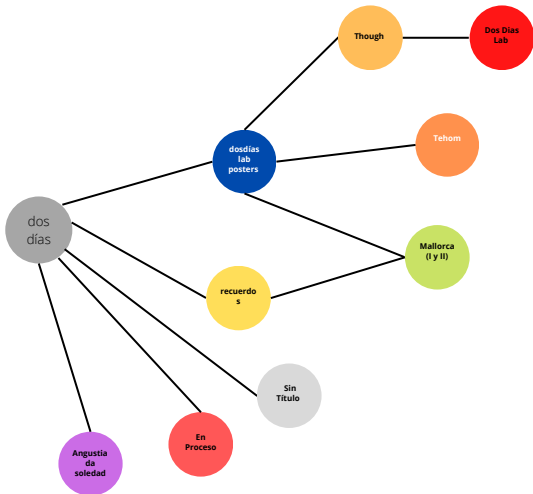 Though
Dos Dias
Lab
Tehom
dosdías
lab
posters
dos
días
Mallorca
(I y II)
recuerdo
s
Sin
Título
En
Proceso
Angustia
da
soledad